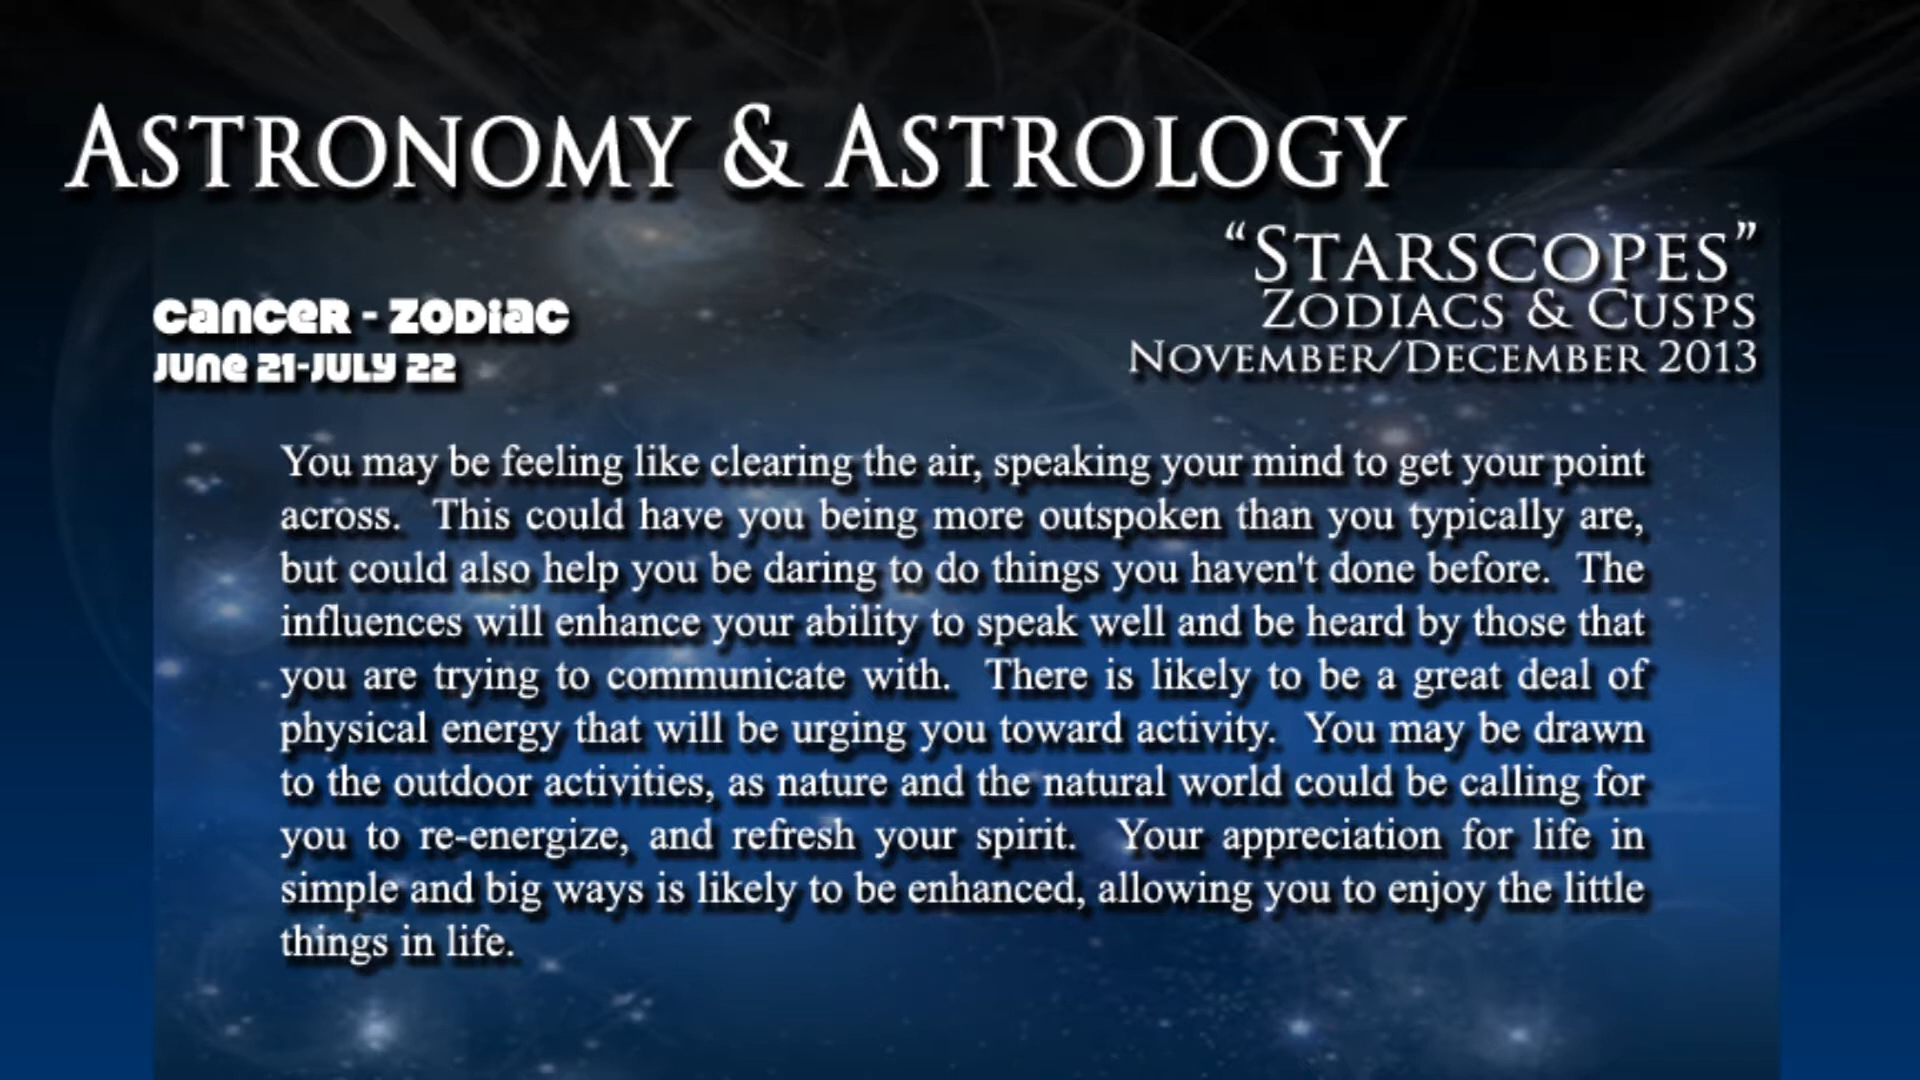 ASTRONOMY & ASTROLOGY
"STARSCOPES"
ZODIACS & CUSPS
NOVEMBER/DECEMBER 2013
CANCER - ZODIAC
JUNE 21-JULY 22
You may be feeling like clearing the air, speaking your mind to get your point
across.  This could have you being more outspoken than you typically are,
but could also help you be daring to do things you haven't done before.  The
influences will enhance your ability to speak well and be heard by those that
you are trying to communicate with.  There is likely to be a great deal of
physical energy that will be urging you toward activity.  You may be drawn
to the outdoor activities, as nature and the natural world could be calling for
you to re-energize, and refresh your spirit.  Your appreciation for life in
simple and big ways is likely to be enhanced, allowing you to enjoy the little
things in life.